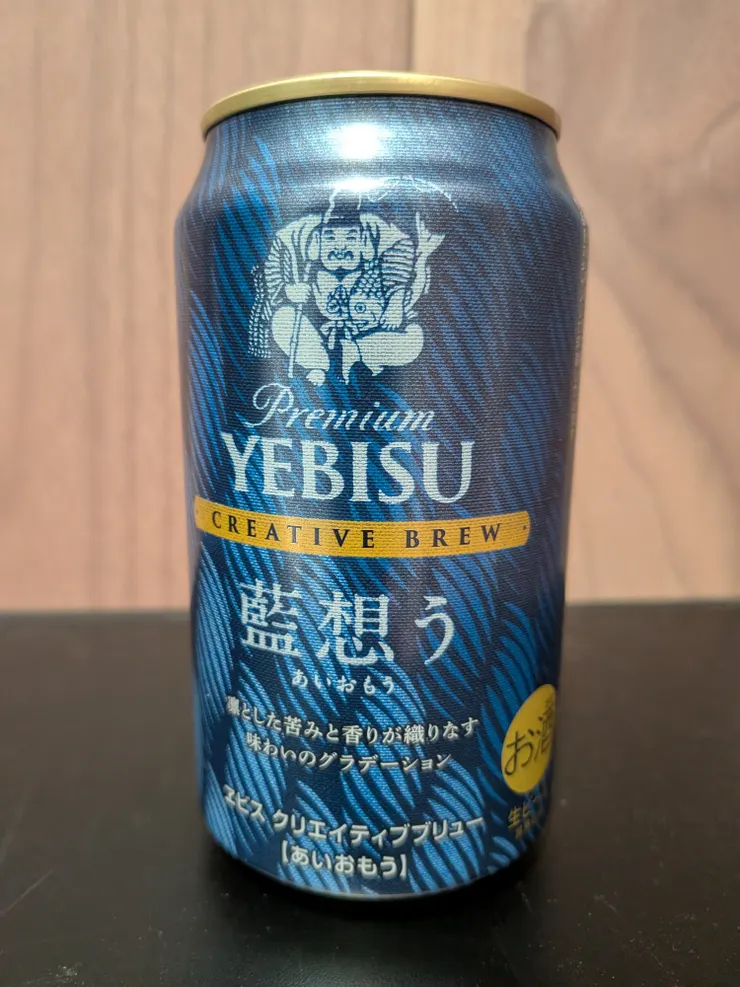 Premium
YEBISU
CREATIVE BREW
藍想う
あいおもう
凛とした苦みと香りが織りなす
味わいのグラデーション
お酒
ヱビス クリエイティブブリュー
【あいおもう】